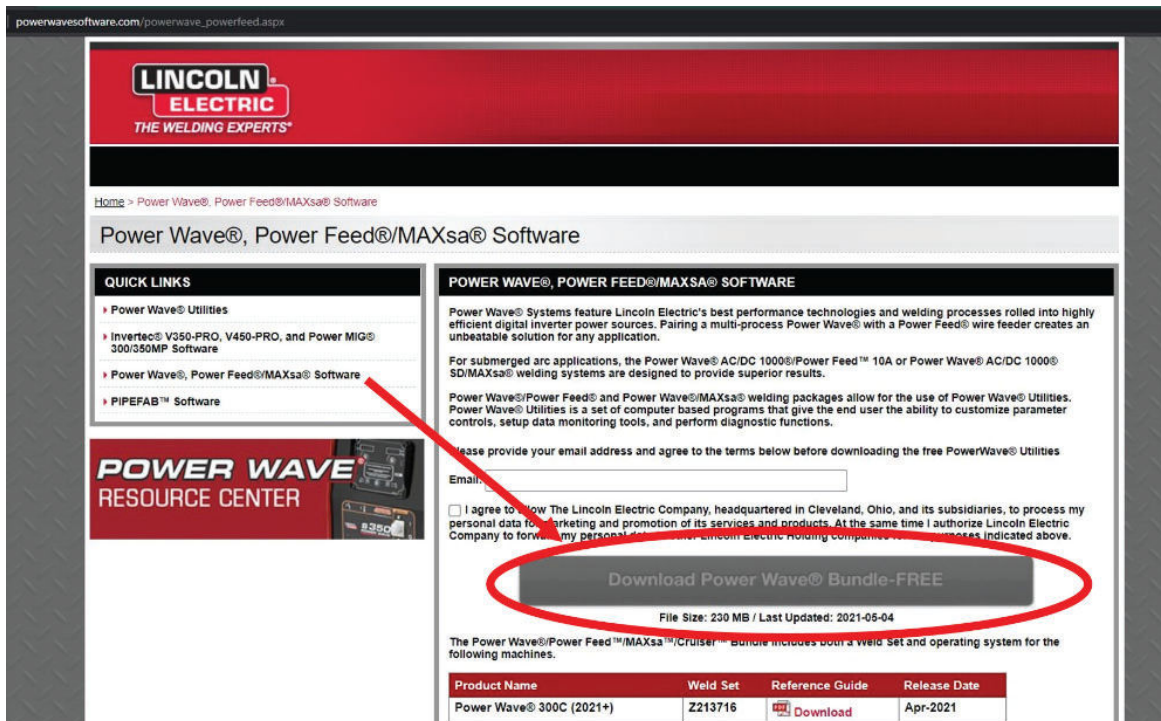 powerwavesoftware.com/powerwave_powerfeed.aspx
LINCOLN®
ELECTRIC
THE WELDING EXPERTS®
Home > Power Wave®, Power Feed®/MAXsa® Software
Power Wave®, Power Feed®/MAXsa® Software
QUICK LINKS
Power Wave® Utilities
Invertec® V350-PRO, V450-PRO, and Power MIG®
300/350MP Software
Power Wave®, Power Feed®/MAXsa® Software
PIPEFAB™ Software
POWER WAVE®
RESOURCE CENTER
S350
POWER WAVE®, POWER FEED®/MAXSA® SOFTWARE
Power Wave® Systems feature Lincoln Electric's best performance technologies and welding processes rolled into highly
efficient digital inverter power sources. Pairing a multi-process Power Wave® with a Power Feed® wire feeder creates an
unbeatable solution for any application.
For submerged arc applications, the Power Wave® AC/DC 1000®/Power Feed™ 10A or Power Wave® AC/DC 1000®
SD/MAXsa® welding systems are designed to provide superior results.
Power Wave®/Power Feed® and Power Wave®/MAXsa® welding packages allow for the use of Power Wave® Utilities.
Power Wave® Utilities is a set of computer based programs that give the end user the ability to customize parameter
controls, setup data monitoring tools, and perform diagnostic functions.
Please provide your email address and agree to the terms below before downloading the free PowerWave® Utilities
Email:
I agree to allow The Lincoln Electric Company, headquartered in Cleveland, Ohio, and its subsidiaries, to process my
personal data for marketing and promotion of its services and products. At the same time I authorize Lincoln Electric
Company to forward my personal data Lincoln Electric Holding companies purposes indicated above.
Download Power Wave® Bundle-FREE
File Size: 230 MB / Last Updated: 2021-05-04
The Power Wave®/Power Feed™/MAXsa™/Cruiser™ Bundle includes both a Weld Set and operating system for the
following machines.
Product Name Weld Set Reference Guide Release Date
Power Wave® 300C (2021+) Z213716 Download Apr-2021